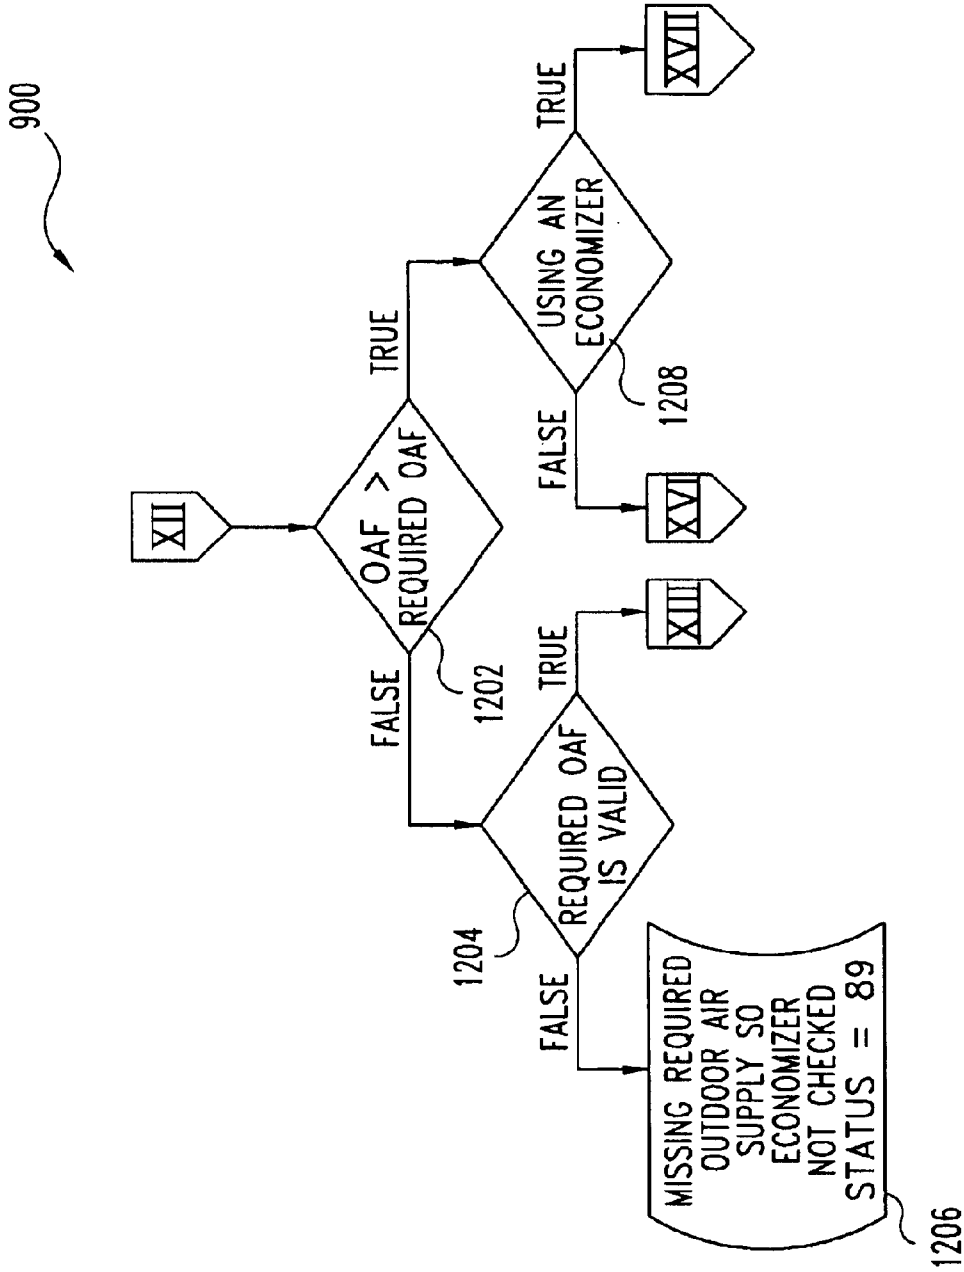 900
XII
OAF >
REQUIRED OAF
1202
FALSE
TRUE
REQUIRED OAF
IS VALID
1204
FALSE
TRUE
USING AN
ECONOMIZER
1208
FALSE
TRUE
MISSING REQUIRED
OUTDOOR AIR
SUPPLY SO
ECONOMIZER
NOT CHECKED
STATUS = 89
1206
XIII
XVI
XVII